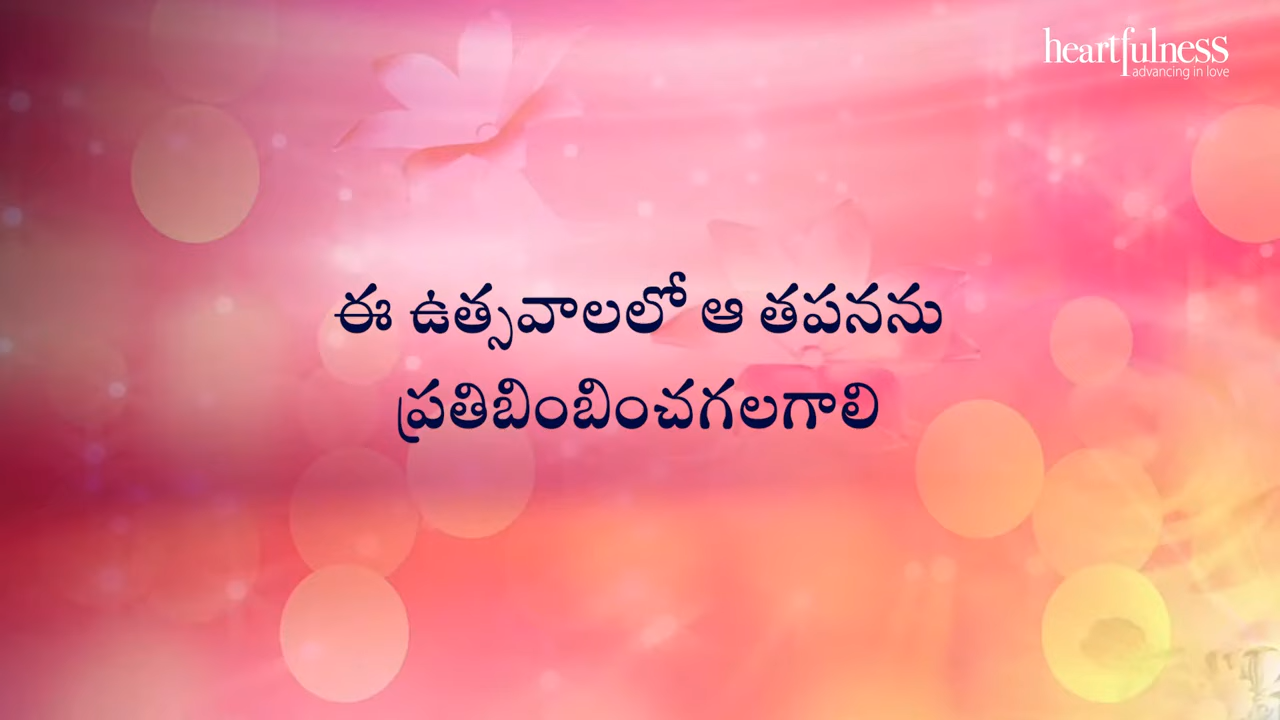 heartfulness
advancing in love
ఈ ఉత్సవాలలో ఆ తపనను
ప్రతిబింబించగలగాలి